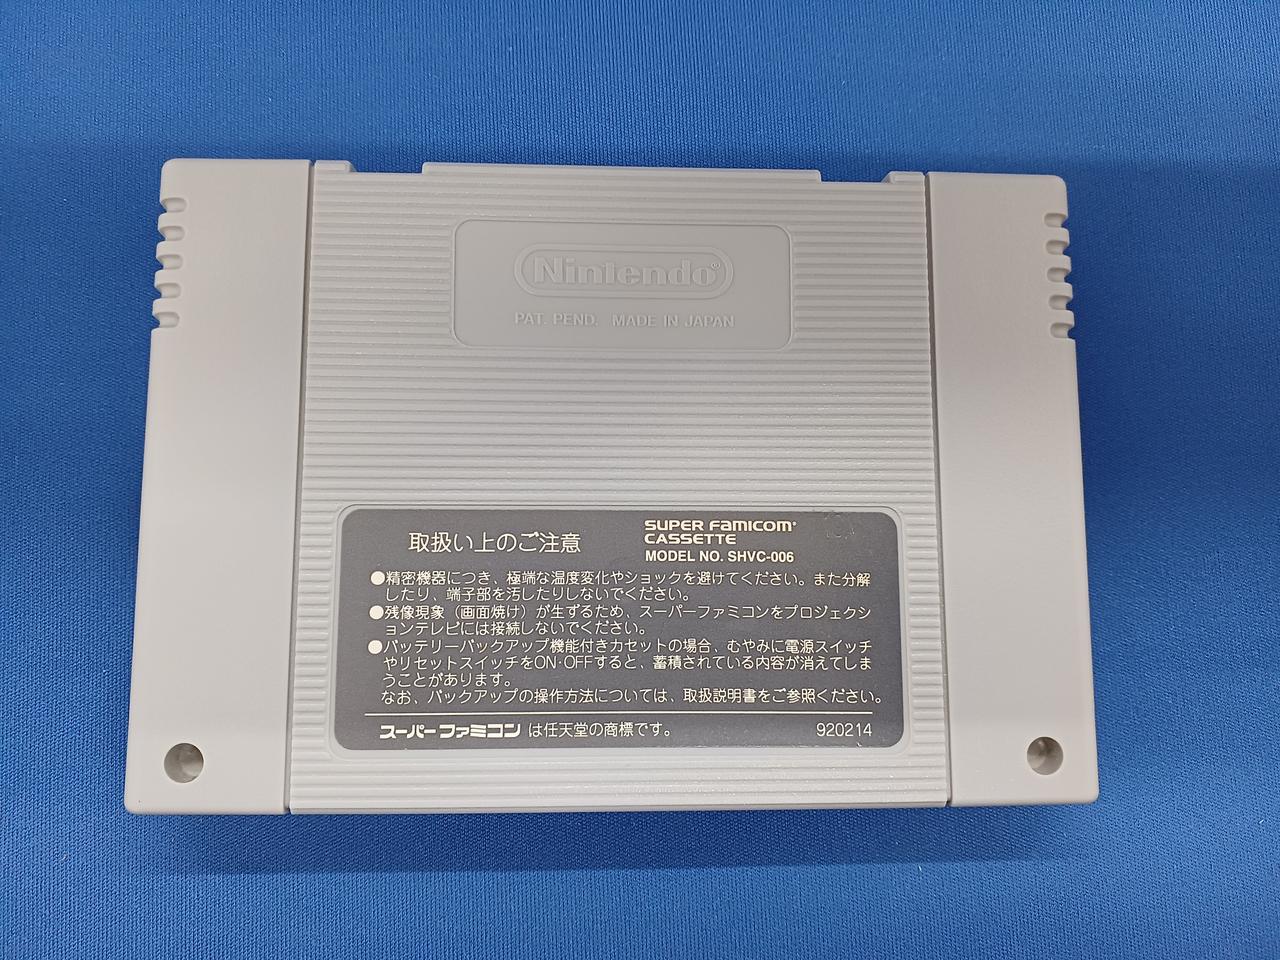 Nintendo®
PAT. PEND. MADE IN JAPAN
取扱い上のご注意
SUPER FAMICOM®
CASSETTE
MODEL NO. SHVC-006
●精密機器につき、極端な温度変化やショックを避けてください。また分解
したり、端子部を汚したりしないでください。
●残像現象（画面焼け）が生ずるため、スーパーファミコンをプロジェクシ
ョンテレビには接続しないでください。
●バッテリーバックアップ機能付きカセットの場合、むやみに電源スイッチ
やリセットスイッチをON·OFFすると、蓄積されている内容が消えてしま
うことがあります。
なお、バックアップの操作方法については、取扱説明書をご参照ください。
スーパーファミコン は任天堂の商標です。
920214